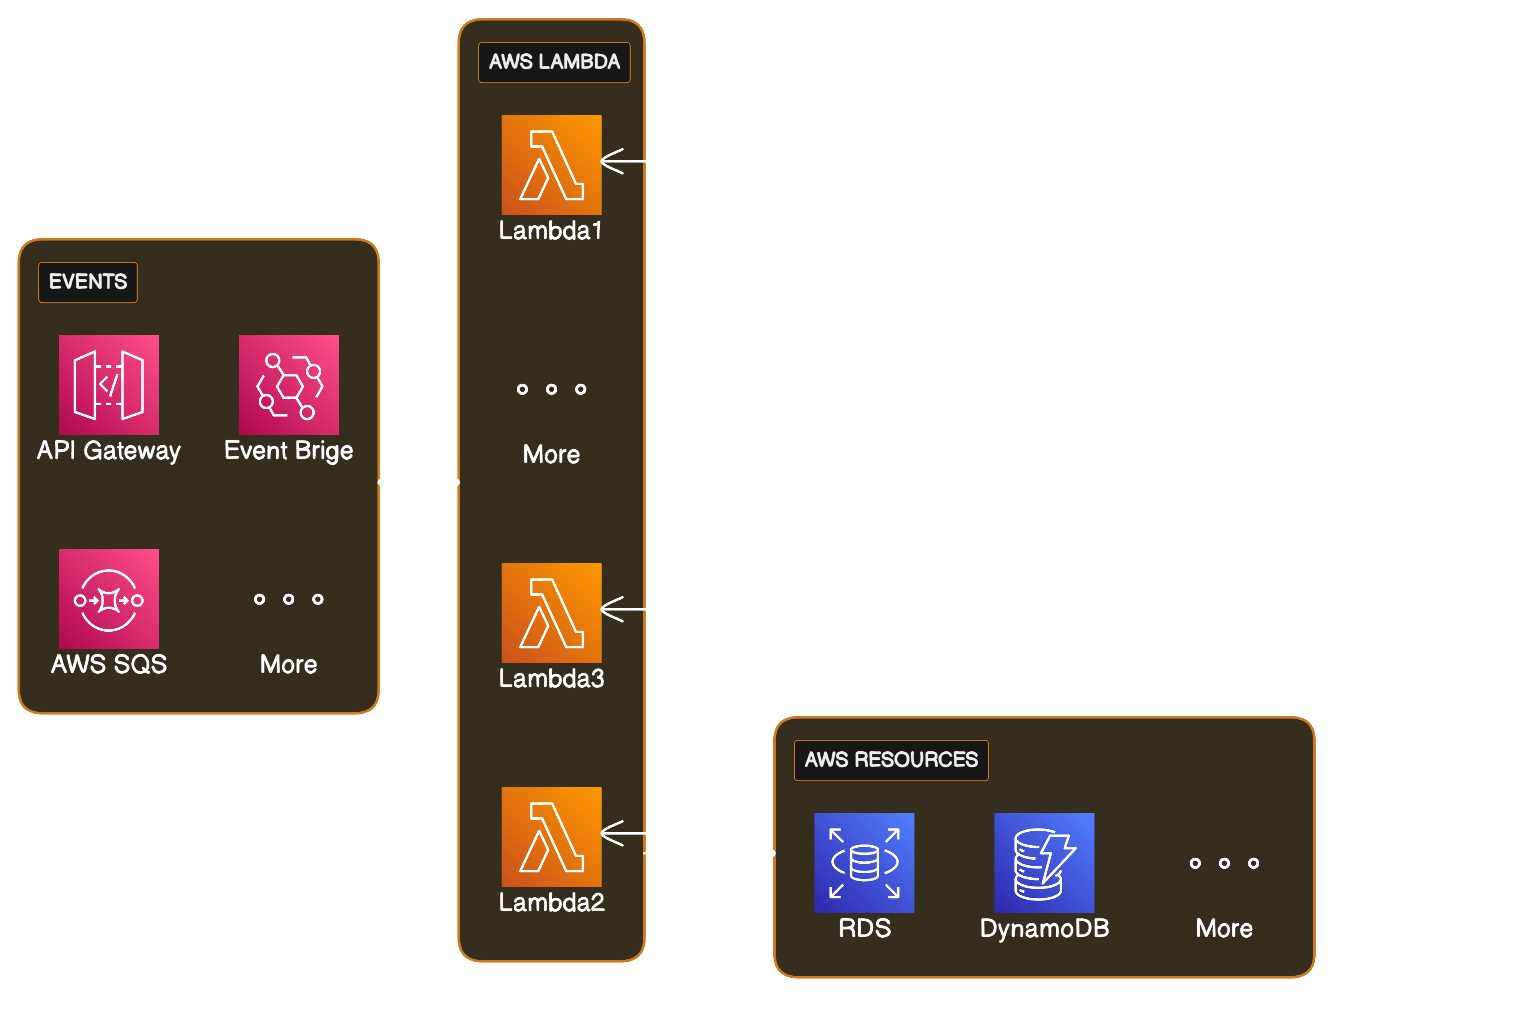 AWS LAMBDA
Lambda1
More
Lambda3
Lambda2
EVENTS
API Gateway
Event Brige
AWS SQS
More
AWS RESOURCES
RDS
DynamoDB
More